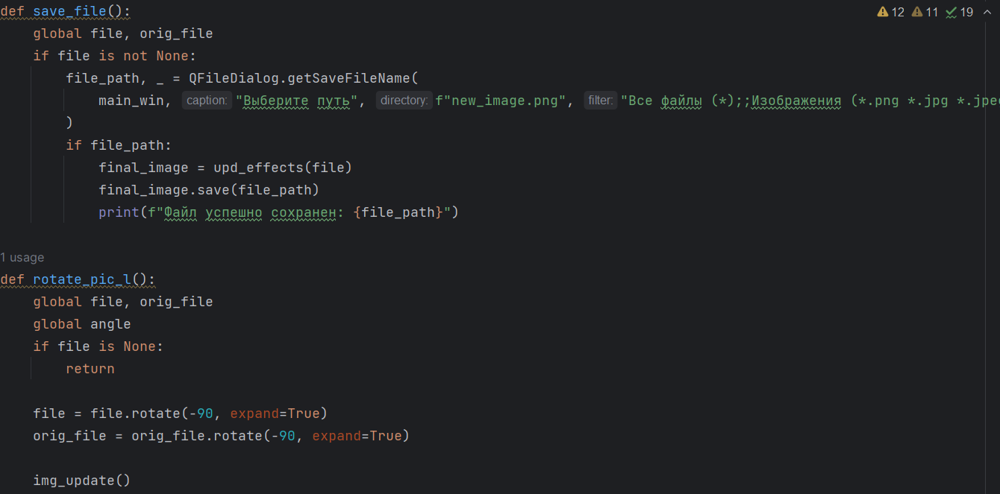 def save_file():
12 11 19
global file, orig_file
if file is not None:
file_path, _ = QFileDialog.getSaveFileName(
main_win, caption: "Выберите путь", directory: f"new_image.png", filter: "Все файлы (*);;Изображения (*.png *.jpg *.jpeg
)
if file_path:
final_image = upd_effects(file)
final_image.save(file_path)
print(f"Файл успешно сохранен: {file_path}")
1 usage
def rotate_pic_l():
global file, orig_file
global angle
if file is None:
return
file = file.rotate(-90, expand=True)
orig_file = orig_file.rotate(-90, expand=True)
img_update()